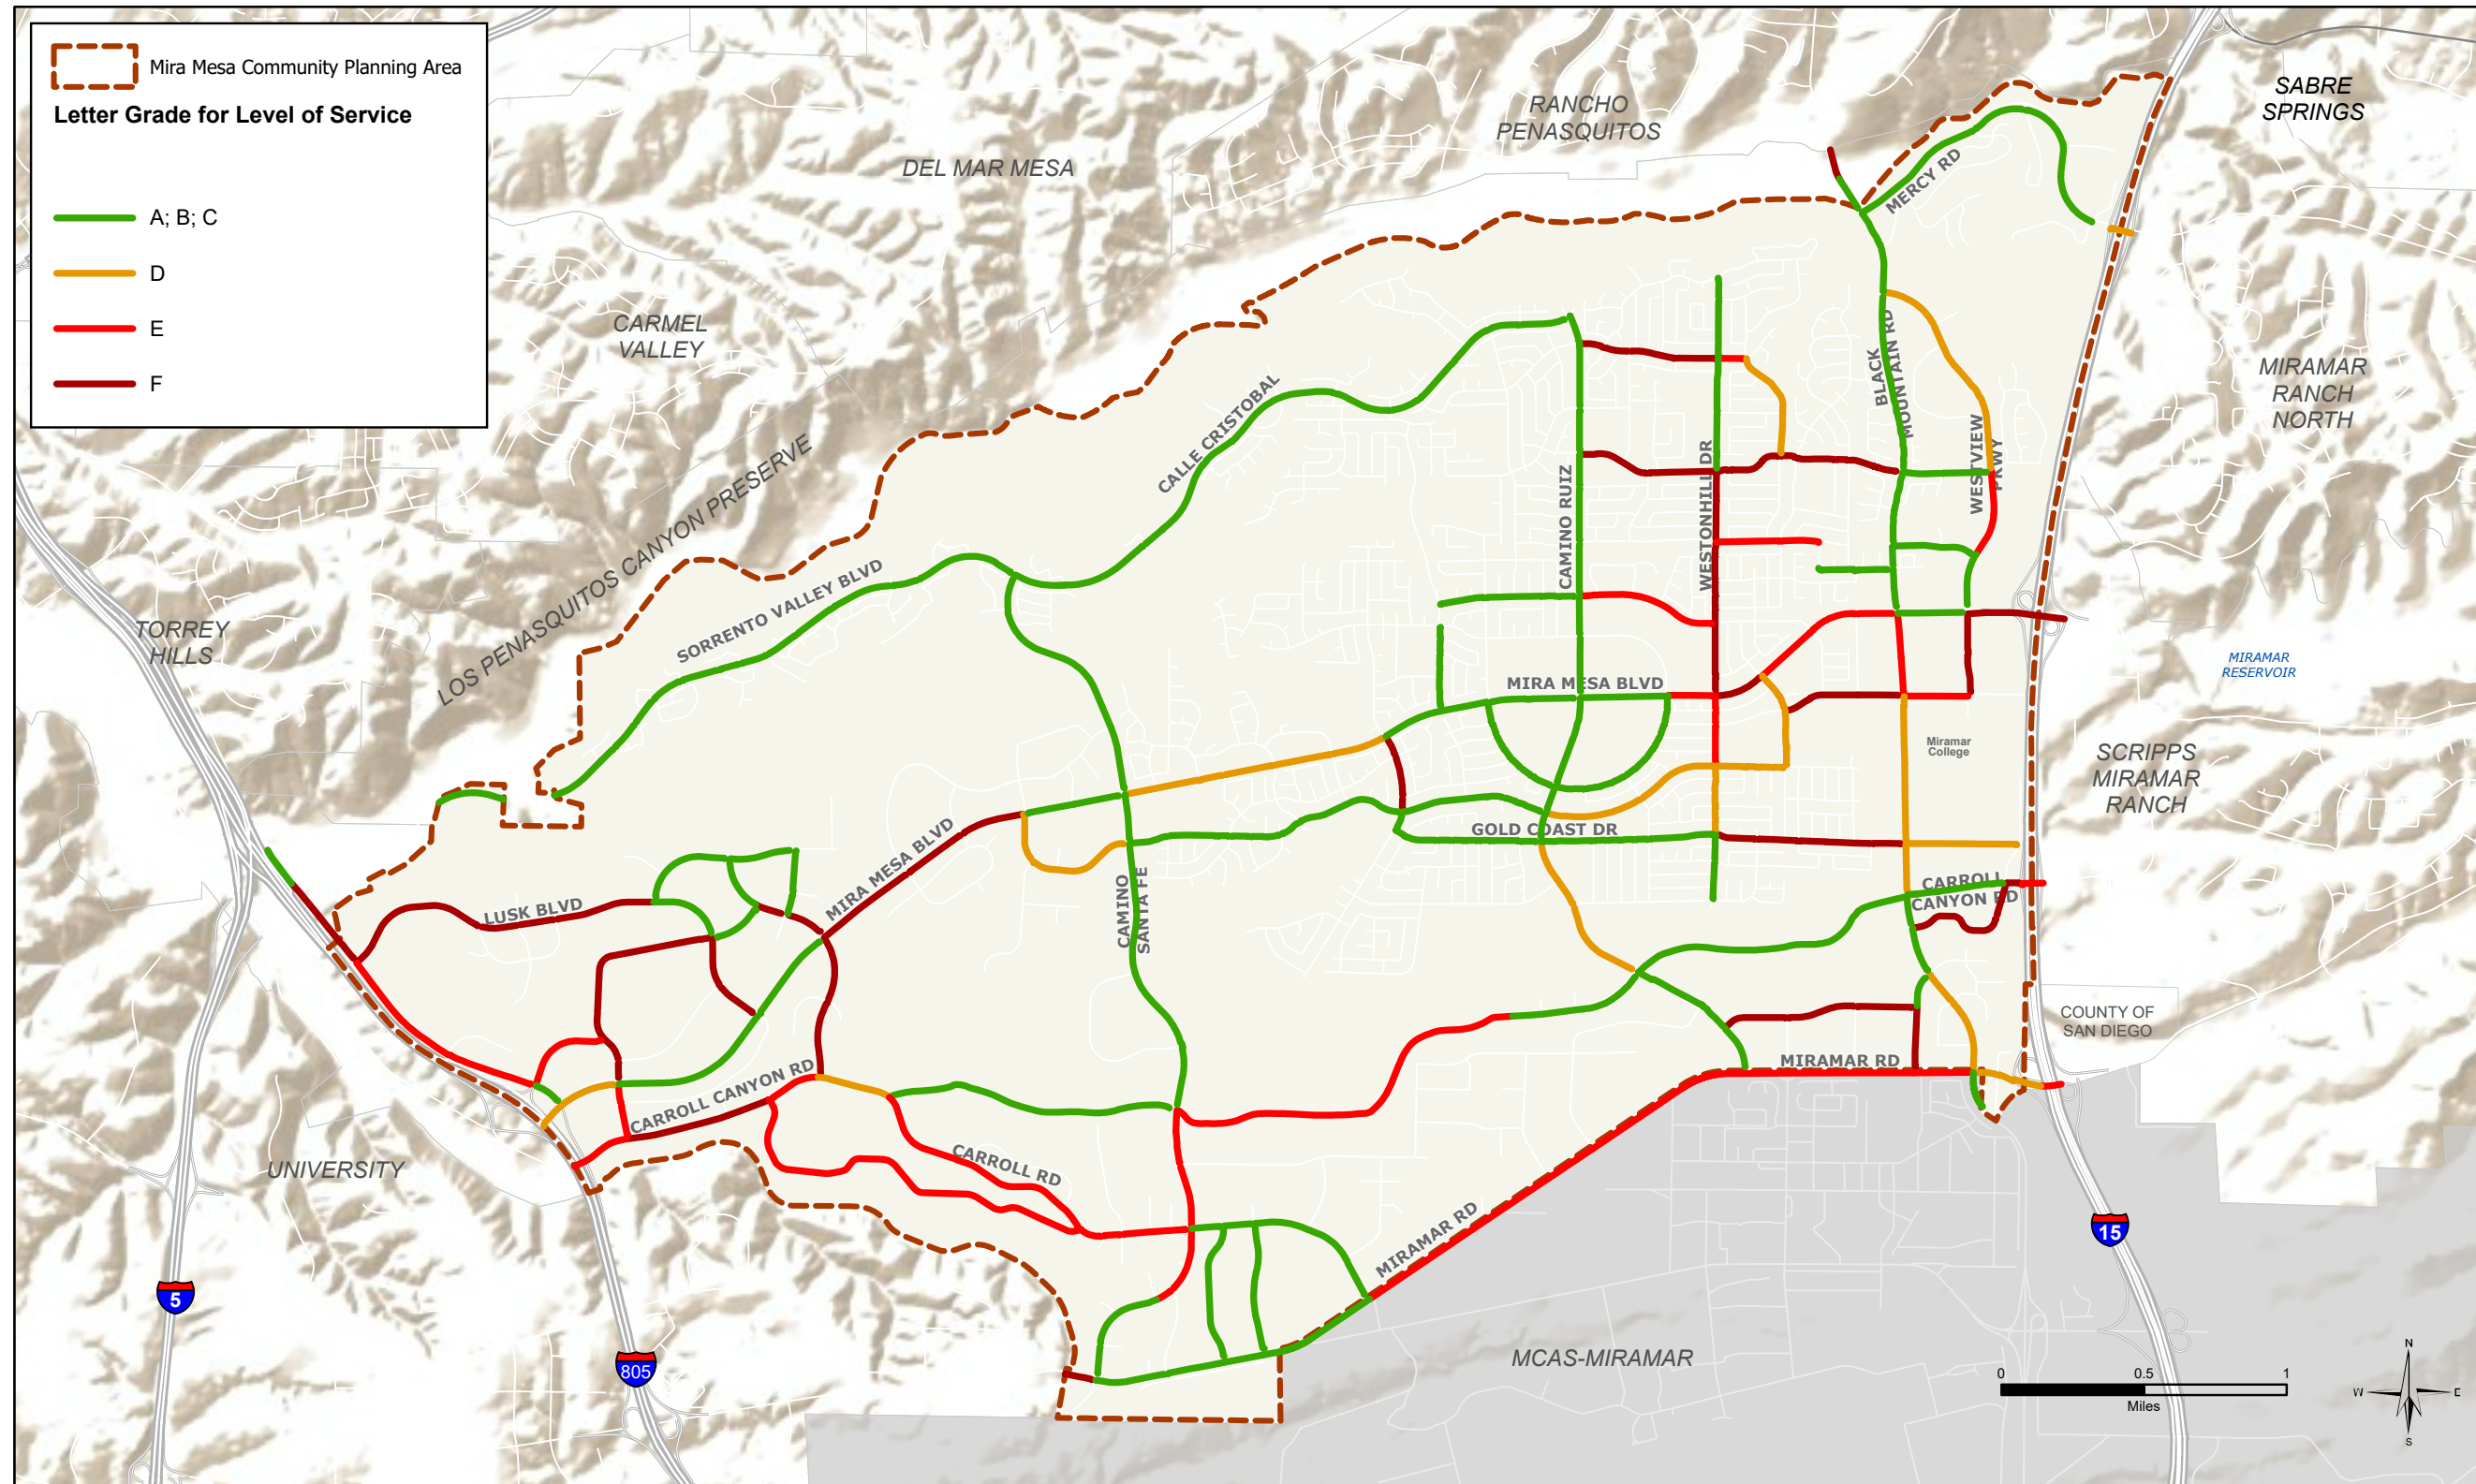 Mira Mesa Community Planning Area
Letter Grade for Level of Service
A; B; C
D
E
F
SABRE
SPRINGS
RANCHO
PENASQUITOS
DEL MAR MESA
MERCY RD
CARMEL
VALLEY
MIRAMAR
RANCH
NORTH
BLACK
MOUNTAIN RD
CALLE CRISTOBAL
WESTVIEW
PKWY
LOS PENASQUITOS CANYON PRESERVE
CAMINO RUIZ
WESTONHILL DR
SORRENTO VALLEY BLVD
TORREY
HILLS
MIRAMAR
RESERVOIR
MIRA MESA BLVD
Miramar
College
SCRIPPS
MIRAMAR
RANCH
GOLD COAST DR
MIRA MESA BLVD
CAMINO
SANTA FE
LUSK BLVD
CARROLL
CANYON RD
COUNTY OF
SAN DIEGO
MIRAMAR RD
CARROLL CANYON RD
UNIVERSITY
CARROLL RD
MIRAMAR RD
15
5
805
MCAS-MIRAMAR
0 0.5 1
Miles
N
W E
S